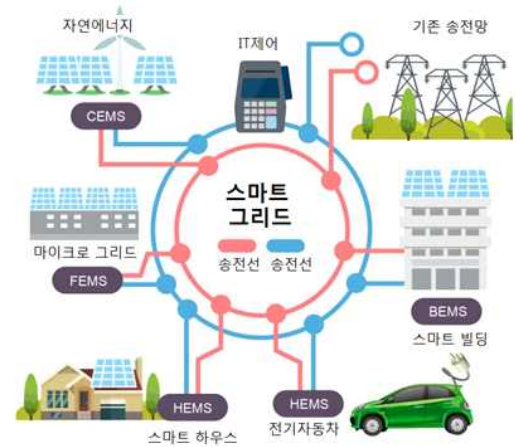 자연에너지
IT제어
기존 송전망
CEMS
스마트
그리드
송전선 송전선
마이크로 그리드
FEMS
BEMS
스마트 빌딩
HEMS
스마트 하우스
HEMS
전기자동차